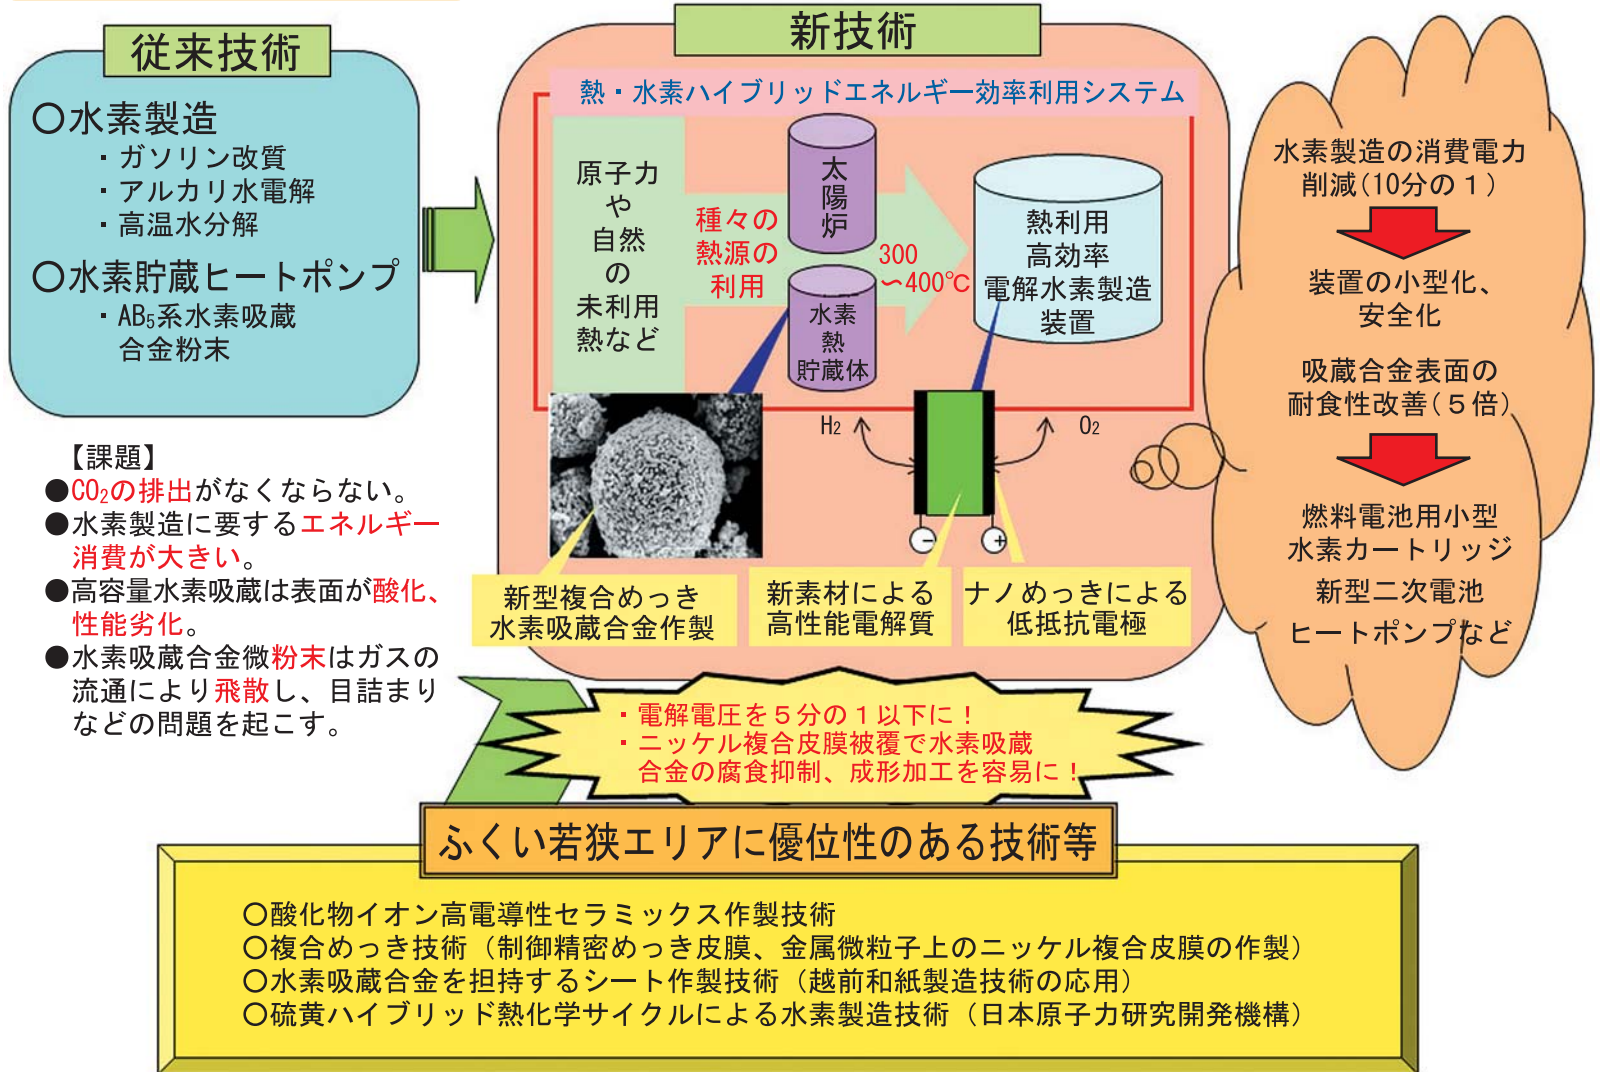 従来技術
○水素製造
・ガソリン改質
・アルカリ水電解
・高温水分解
○水素貯蔵ヒートポンプ
・AB₅系水素吸蔵
合金粉末
【課題】
●CO₂の排出がなくならない。
●水素製造に要するエネルギー
消費が大きい。
●高容量水素吸蔵は表面が酸化、
性能劣化。
●水素吸蔵合金微粉末はガスの
流通により飛散し、目詰まり
などの問題を起こす。
新技術
熱・水素ハイブリッドエネルギー効率利用システム
原子力
や
自然
の
未利用
熱など
種々の
熱源の
利用
太
陽
炉
水素
熱
貯蔵体
300
～400℃
熱利用
高効率
電解水素製造
装置
H₂
O₂
−
+
新型複合めっき
水素吸蔵合金作製
新素材による
高性能電解質
ナノめっきによる
低抵抗電極
水素製造の消費電力
削減(10分の１)
装置の小型化、
安全化
吸蔵合金表面の
耐食性改善(５倍)
燃料電池用小型
水素カートリッジ
新型二次電池
ヒートポンプなど
・電解電圧を５分の１以下に！
・ニッケル複合皮膜被覆で水素吸蔵
合金の腐食抑制、成形加工を容易に！
ふくい若狭エリアに優位性のある技術等
○酸化物イオン高電導性セラミックス作製技術
○複合めっき技術（制御精密めっき皮膜、金属微粒子上のニッケル複合皮膜の作製）
○水素吸蔵合金を担持するシート作製技術（越前和紙製造技術の応用）
○硫黄ハイブリッド熱化学サイクルによる水素製造技術（日本原子力研究開発機構）